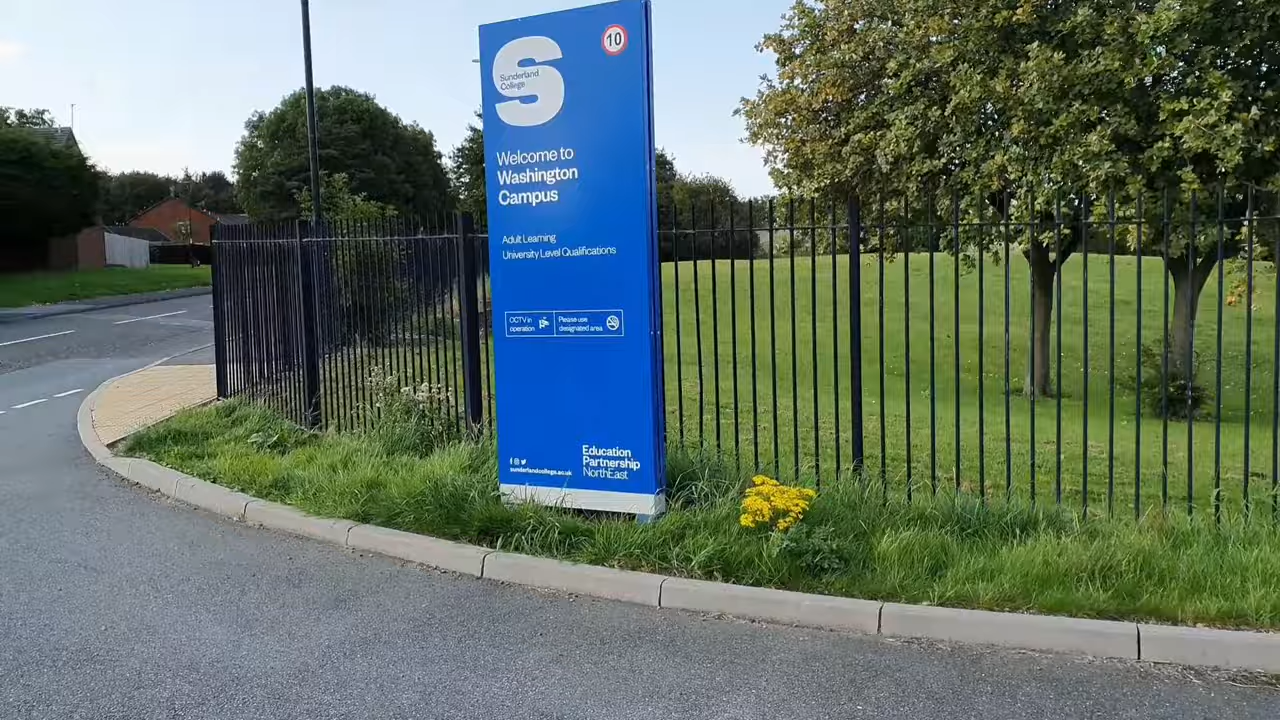 10
Sunderland
College
Welcome to
Washington
Campus
Adult Learning
University Level Qualifications
CCTV in
operation
Please use
designated area
Education
Partnership
NorthEast
sunderlandcollege.ac.uk